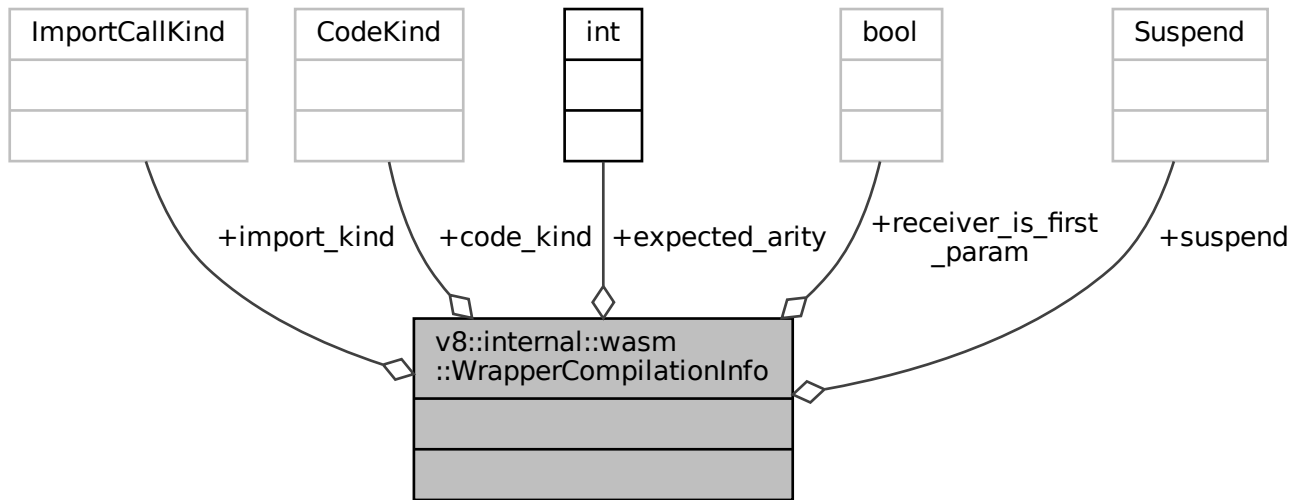 ImportCallKind
CodeKind
int
bool
Suspend
+import_kind
+code_kind
+expected_arity
+receiver_is_first
_param
+suspend
v8::internal::wasm
::WrapperCompilationInfo